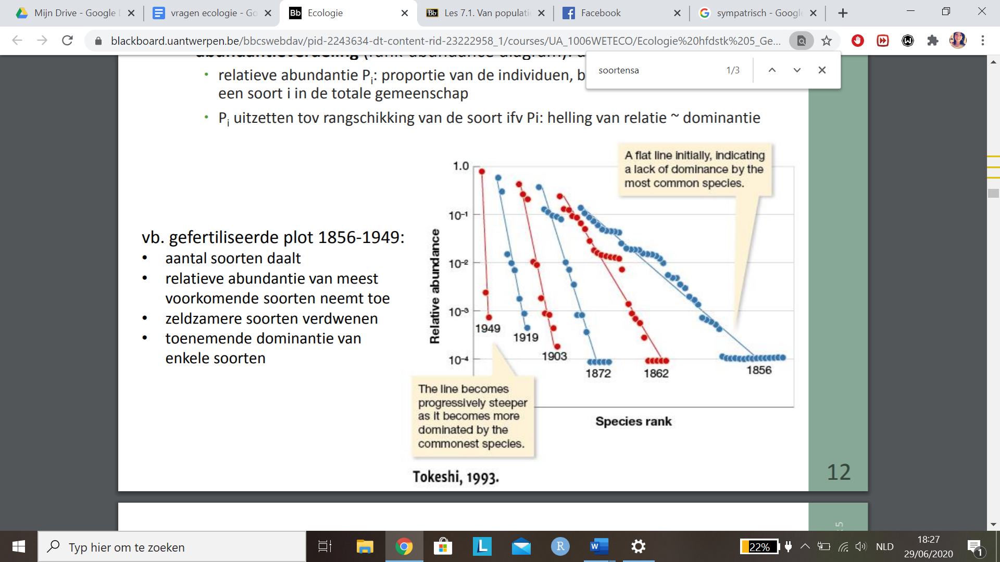 Mijn Drive - Google
vragen ecologie - Go
Ecologie
Les 7.1. Van populati
Facebook
sympatrisch - Google
blackboard.uantwerpen.be/bbcswebdav/pid-2243634-dt-content-rid-23222958_1/courses/UA_1006WETECO/Ecologie%20hfdstk%205_Ge...
soortensa
1/3
abundantieverdeling (rank-abundance diagram):
• relatieve abundantie Pi: proportie van de individuen, b
een soort i in de totale gemeenschap
• Pi uitzetten tov rangschikking van de soort ifv Pi: helling van relatie ~ dominantie
vb. gefertiliseerde plot 1856-1949:
• aantal soorten daalt
• relatieve abundantie van meest
voorkomende soorten neemt toe
• zeldzamere soorten verdwenen
• toenemende dominantie van
enkele soorten
A flat line initially, indicating
a lack of dominance by the
most common species.
1.0
10-1
10-2
10-3
10-4
Relative abundance
1949
1919
1903
1872
1862
1856
The line becomes
progressively steeper
as it becomes more
dominated by the
commonest species.
Species rank
Tokeshi, 1993.
12
Typ hier om te zoeken
22%
NLD
18:27
29/06/2020
1